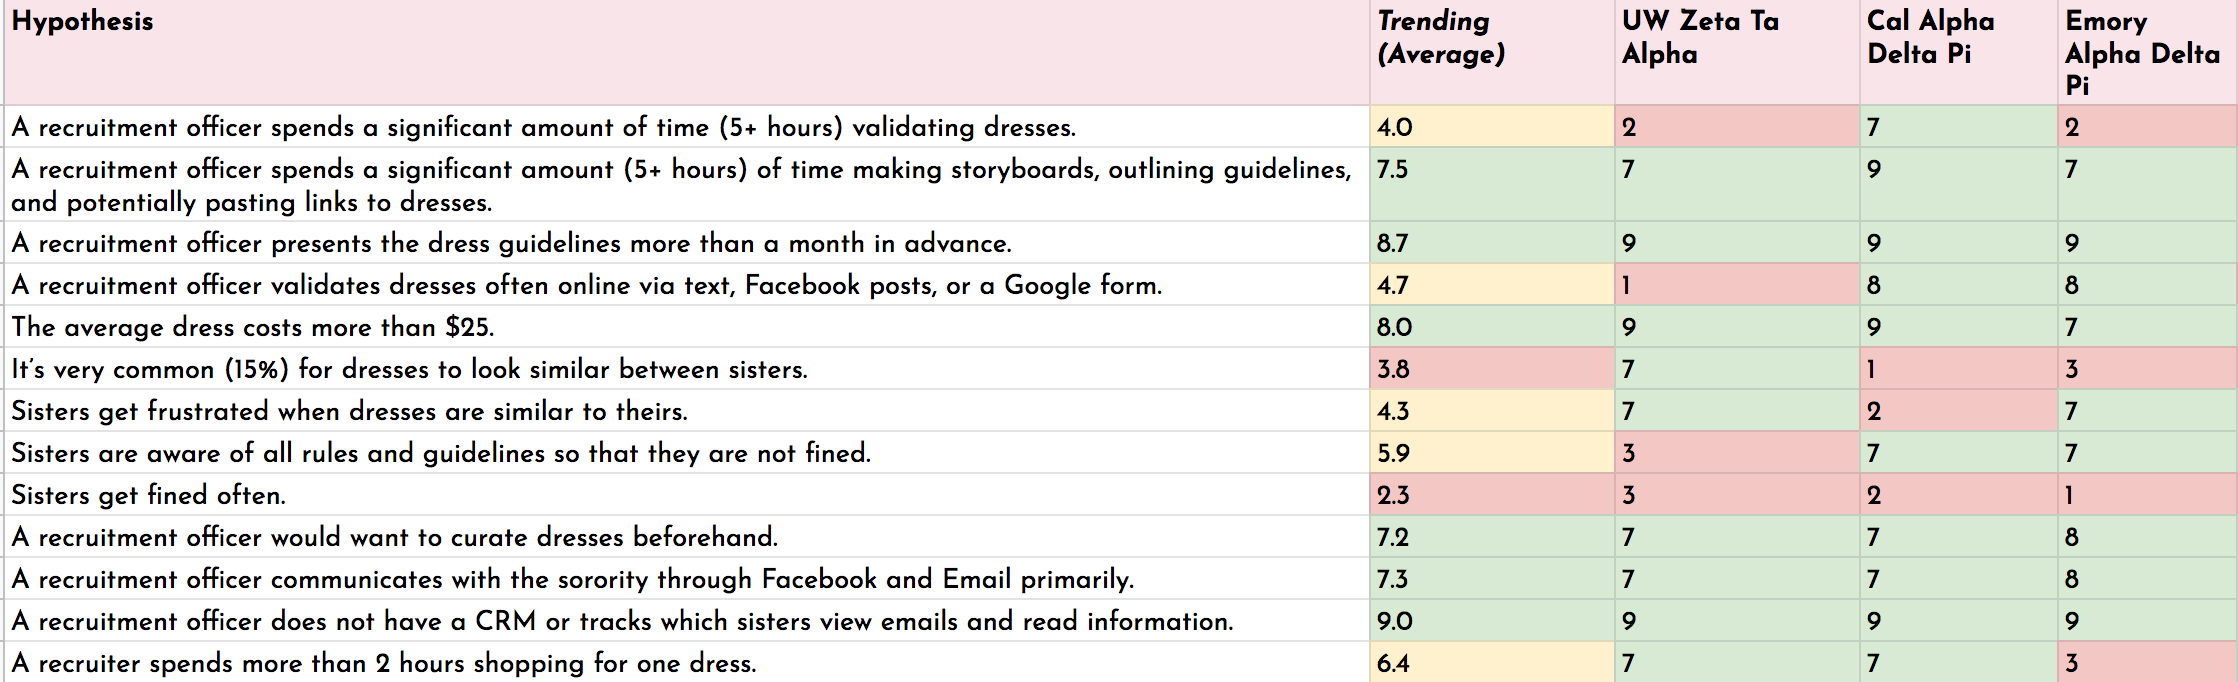 Hypothesis Trending (Average) UW Zeta Ta Alpha Cal Alpha Delta Pi Emory Alpha Delta Pi
A recruitment officer spends a significant amount of time (5+ hours) validating dresses. 4.0 2 7 2
A recruitment officer spends a significant amount (5+ hours) of time making storyboards, outlining guidelines, 7.5 7 9 7
and potentially pasting links to dresses.
A recruitment officer presents the dress guidelines more than a month in advance. 8.7 9 9 9
A recruitment officer validates dresses often online via text, Facebook posts, or a Google form. 4.7 1 8 8
The average dress costs more than $25. 8.0 9 9 7
It's very common (15%) for dresses to look similar between sisters. 3.8 7 1 3
Sisters get frustrated when dresses are similar to theirs. 4.3 7 2 7
Sisters are aware of all rules and guidelines so that they are not fined. 5.9 3 7 7
Sisters get fined often. 2.3 3 2 1
A recruitment officer would want to curate dresses beforehand. 7.2 7 7 8
A recruitment officer communicates with the sorority through Facebook and Email primarily. 7.3 7 7 8
A recruitment officer does not have a CRM or tracks which sisters view emails and read information. 9.0 9 9 9
A recruiter spends more than 2 hours shopping for one dress. 6.4 7 7 3